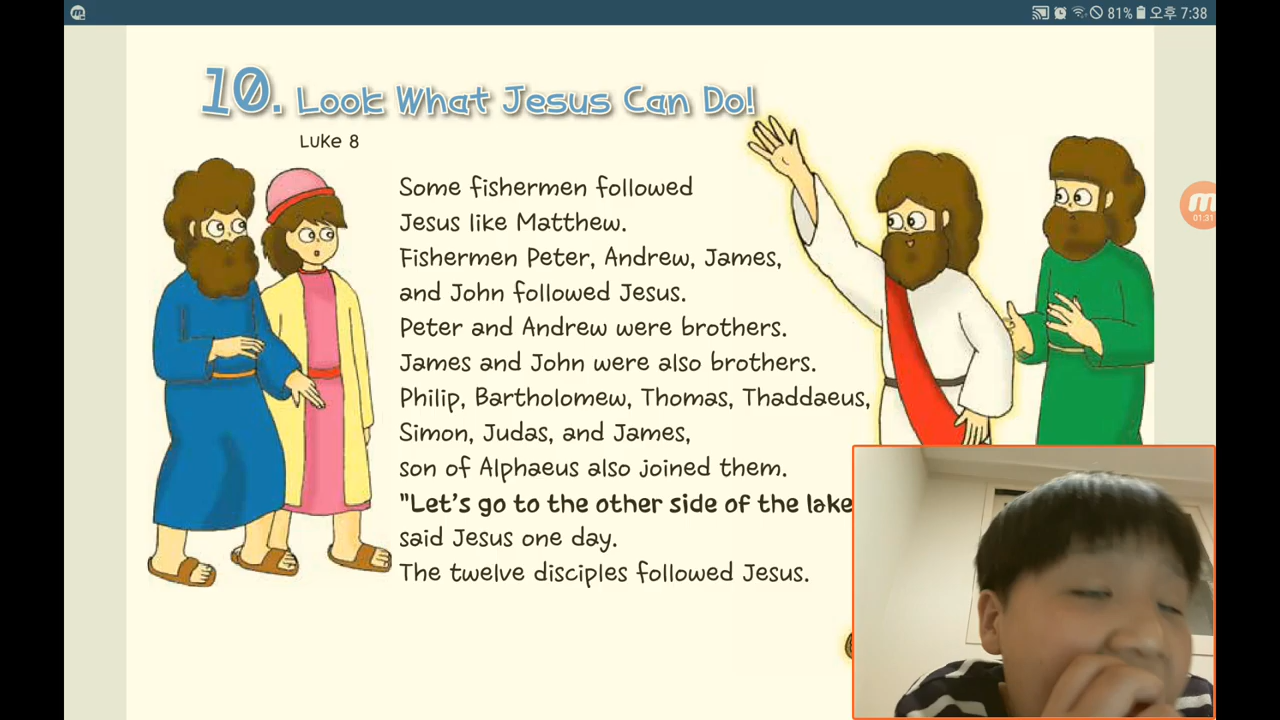 81% 오후 7:38
10. Look What Jesus Can Do!
Luke 8
Some fishermen followed
Jesus like Matthew.
Fishermen Peter, Andrew, James,
and John followed Jesus.
Peter and Andrew were brothers.
James and John were also brothers.
Philip, Bartholomew, Thomas, Thaddaeus,
Simon, Judas, and James,
son of Alphaeus also joined them.
"Let's go to the other side of the lake
said Jesus one day.
The twelve disciples followed Jesus.
M
01:31